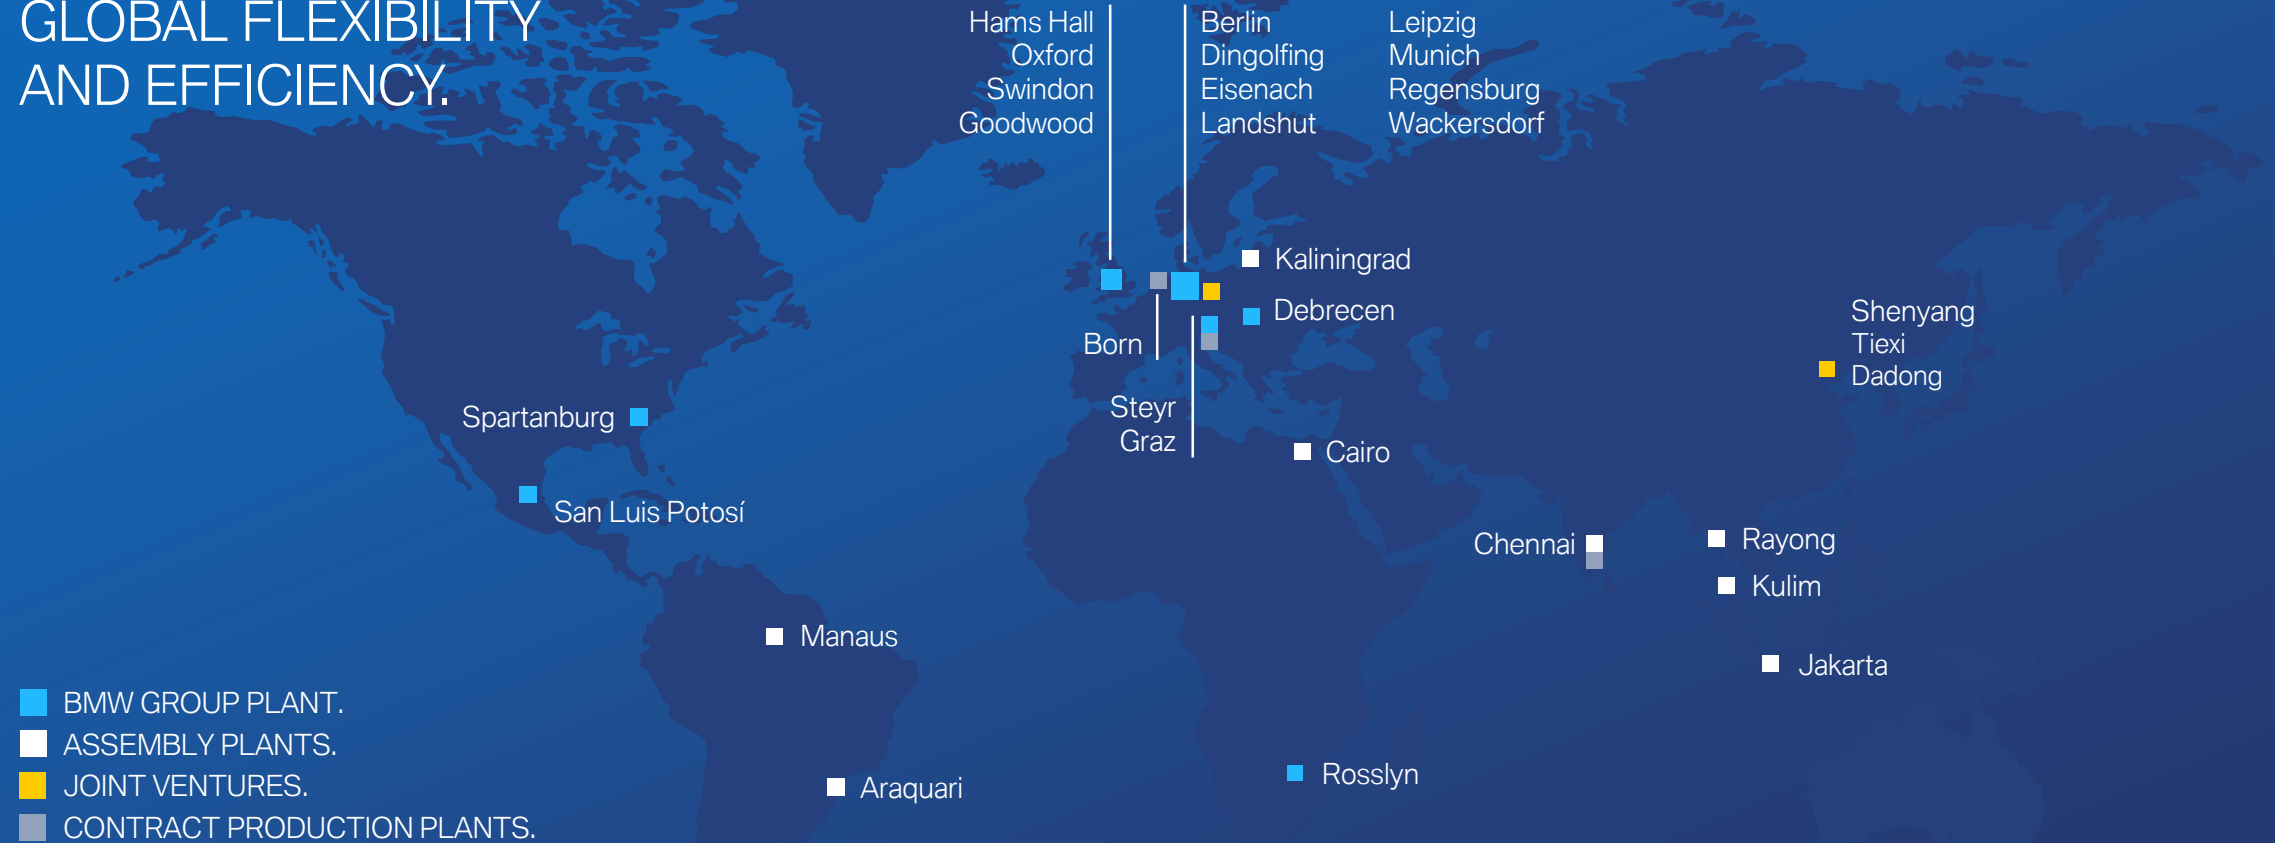 GLOBAL FLEXIBILITY
AND EFFICIENCY.
Hams Hall
Oxford
Swindon
Goodwood
Berlin
Dingolfing
Eisenach
Landshut
Leipzig
Munich
Regensburg
Wackersdorf
Kaliningrad
Debrecen
Born
Steyr
Graz
Shenyang
Tiexi
Dadong
Spartanburg
San Luis Potosí
Cairo
Chennai
Rayong
Kulim
Manaus
Jakarta
Araquari
Rosslyn
BMW GROUP PLANT.
ASSEMBLY PLANTS.
JOINT VENTURES.
CONTRACT PRODUCTION PLANTS.